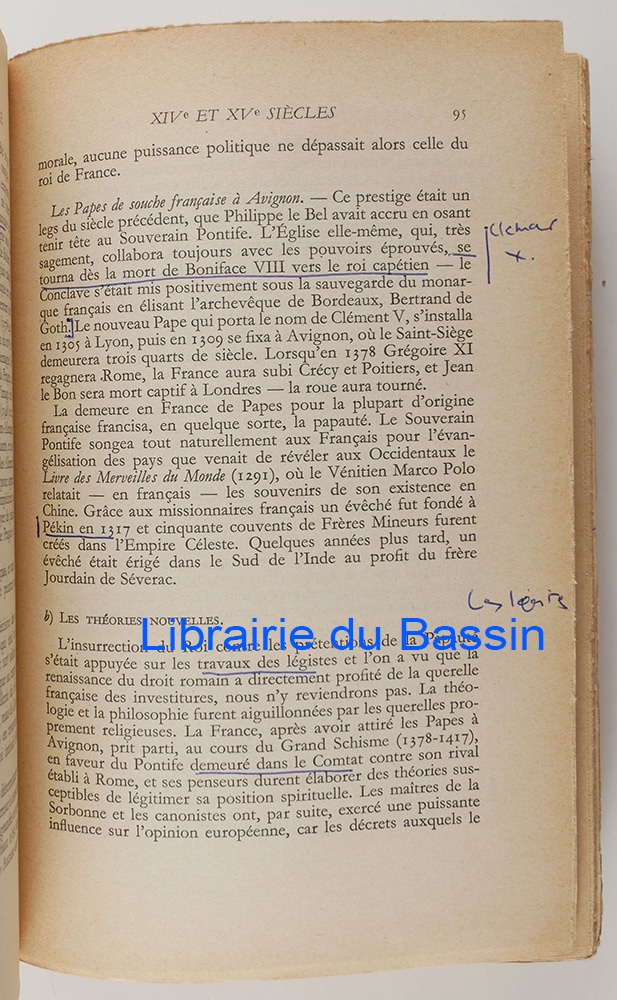 XIVe ET XVe SIÈCLES 95
morale, aucune puissance politique ne dépassait alors celle du
roi de France.
Les Papes de souche française à Avignon. — Ce prestige était un
legs du siècle précédent, que Philippe le Bel avait accru en osant
tenir tête au Souverain Pontife. L'Église elle-même, qui, très
sagement, collabora toujours avec les pouvoirs éprouvés, se
tourna dès la mort de Boniface VIII vers le roi capétien — le
Conclave s'était mis positivement sous la sauvegarde du monar-
que français en élisant l'archevêque de Bordeaux, Bertrand de
Goth. Le nouveau Pape qui porta le nom de Clément V, s'installa
en 1305 à Lyon, puis en 1309 se fixa à Avignon, où le Saint-Siège
demeurera trois quarts de siècle. Lorsqu'en 1378 Grégoire XI
regagnera Rome, la France aura subi Crécy et Poitiers, et Jean
le Bon sera mort captif à Londres — la roue aura tourné.
La demeure en France de Papes pour la plupart d'origine
française francisa, en quelque sorte, la papauté. Le Souverain
Pontife songea tout naturellement aux Français pour l'évan-
gélisation des pays que venait de révéler aux Occidentaux le
Livre des Merveilles du Monde (1291), où le Vénitien Marco Polo
relatait — en français — les souvenirs de son existence en
Chine. Grâce aux missionnaires français un évêché fut fondé à
Pékin en 1317 et cinquante couvents de Frères Mineurs furent
créés dans l'Empire Céleste. Quelques années plus tard, un
évêché était érigé dans le Sud de l'Inde au profit du frère
Jourdain de Séverac.
Les légistes
b) LES THÉORIES NOUVELLES.
Librairie du Bassin
L'insurrection du Roi contre les prétentions de la Papauté
s'était appuyée sur les travaux des légistes et l'on a vu que la
renaissance du droit romain a directement profité de la querelle
française des investitures, nous n'y reviendrons pas. La théo-
logie et la philosophie furent aiguillonnées par les querelles pro-
prement religieuses. La France, après avoir attiré les Papes à
Avignon, prit parti, au cours du Grand Schisme (1378-1417),
en faveur du Pontife demeuré dans le Comtat contre son rival
établi à Rome, et ses penseurs durent élaborer des théories sus-
ceptibles de légitimer sa position spirituelle. Les maîtres de la
Sorbonne et les canonistes ont, par suite, exercé une puissante
influence sur l'opinion européenne, car les décrets auxquels le